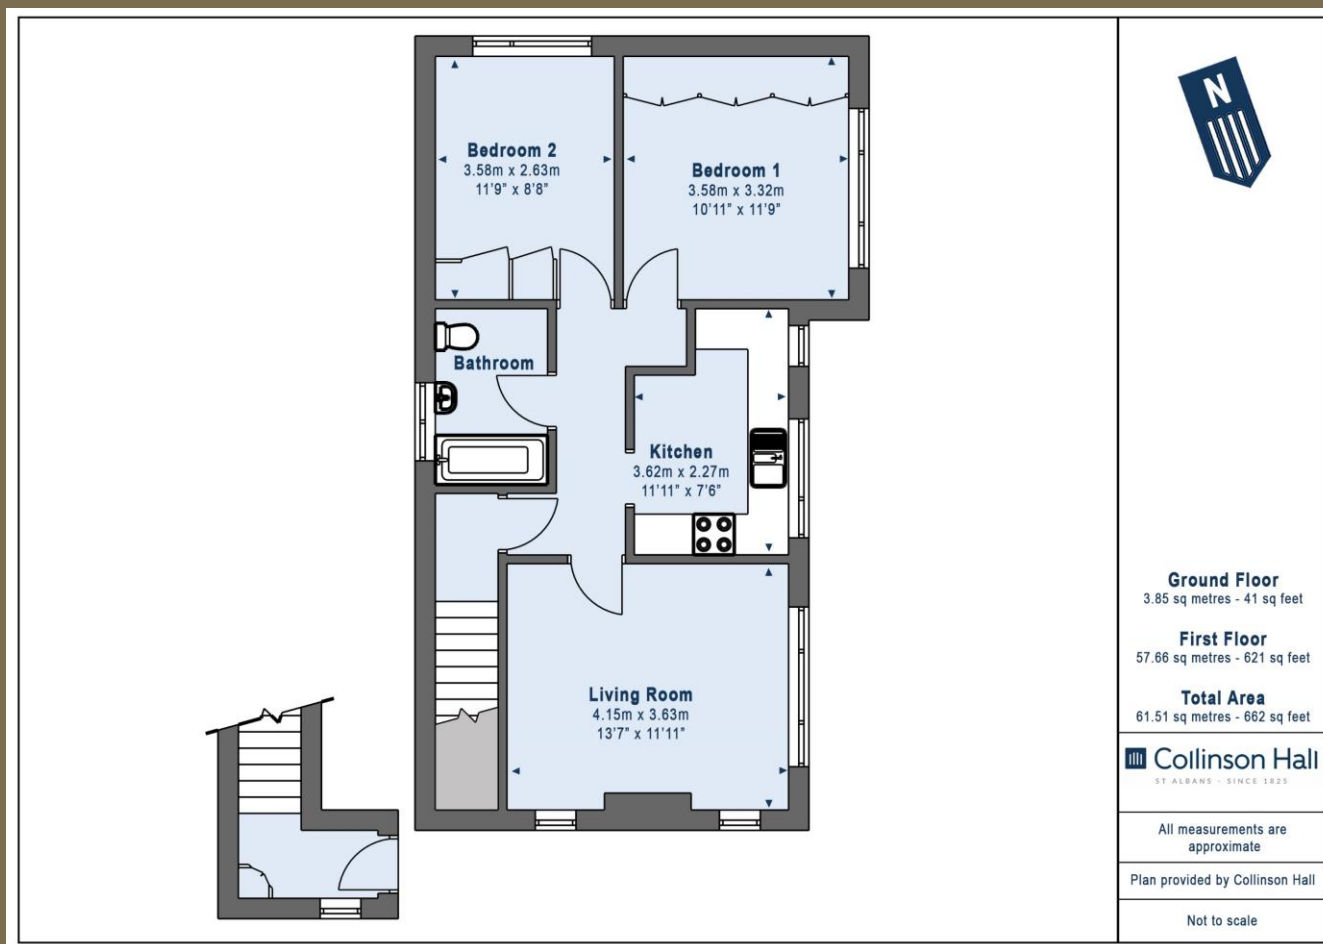 Bedroom 2
3.58m x 2.63m
11'9" x 8'8"
Bedroom 1
3.58m x 3.32m
10'11" x 11'9"
Bathroom
Kitchen
3.62m x 2.27m
11'11" x 7'6"
Living Room
4.15m x 3.63m
13'7" x 11'11"
N
Ground Floor
3.85 sq metres - 41 sq feet
First Floor
57.66 sq metres - 621 sq feet
Total Area
61.51 sq metres - 662 sq feet
Collinson Hall
ST ALBANS - SINCE 1825
All measurements are
approximate
Plan provided by Collinson Hall
Not to scale